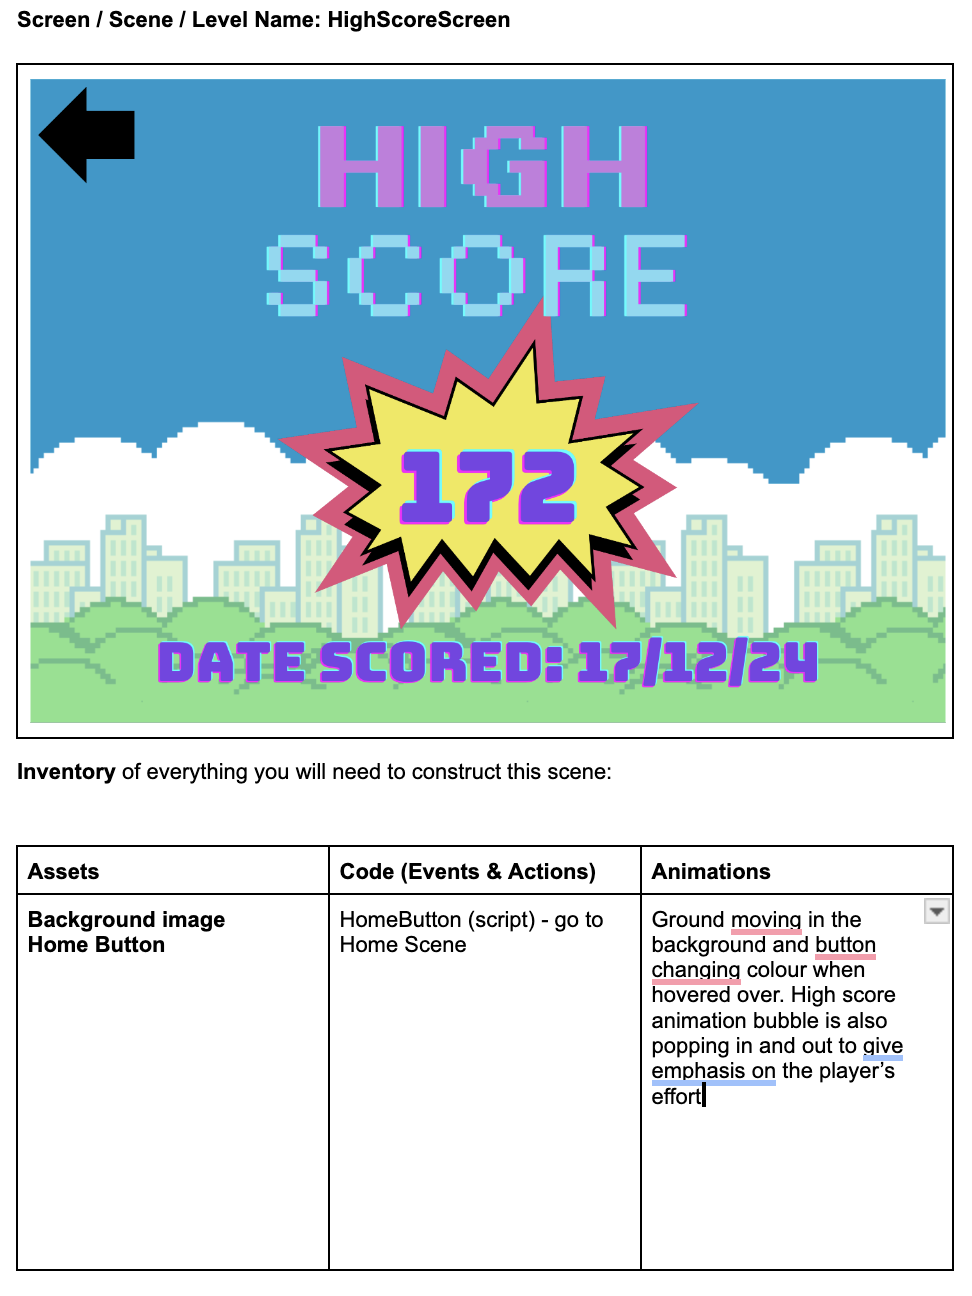 Screen / Scene / Level Name: HighScoreScreen
HIGH
SCORE
172
DATE SCORED: 17/12/24
Inventory of everything you will need to construct this scene:
Assets
Code (Events & Actions)
Animations
Background image
Home Button
HomeButton (script) - go to
Home Scene
Ground moving in the
background and button
changing colour when
hovered over. High score
animation bubble is also
popping in and out to give
emphasis on the player's
effort